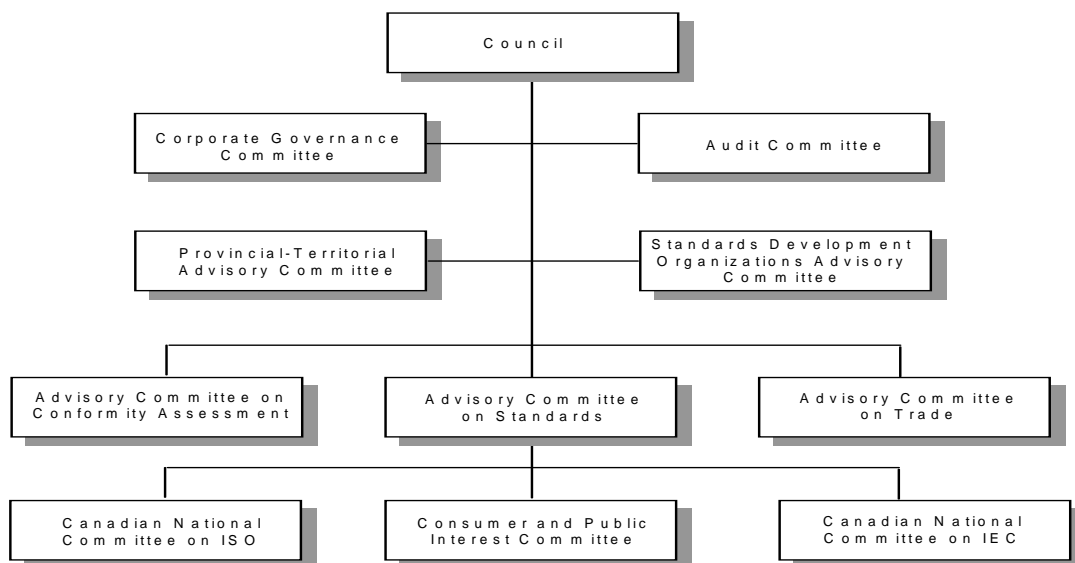 Council
Corporate Governance
Committee
Audit Committee
Provincial-Territorial
Advisory Committee
Standards Development
Organizations Advisory
Committee
Advisory Committee on
Conformity Assessment
Advisory Committee
on Standards
Advisory Committee
on Trade
Canadian National
Committee on ISO
Consumer and Public
Interest Committee
Canadian National
Committee on IEC